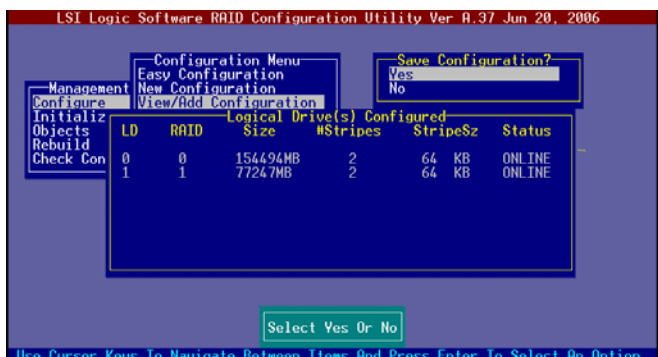 LSI Logic Software RAID Configuration Utility Ver A.37 Jun 20, 2006
Configuration Menu
Easy Configuration
New Configuration
View/Add Configuration
Save Configuration?
Yes
No
Management
Configure
Initializ
Objects
Rebuild
Check Con
Logical Drive(s) Configured
LD RAID Size #Stripes StripeSz Status
0 0 154494MB 2 64 KB ONLINE
1 1 77247MB 2 64 KB ONLINE
Select Yes Or No
Use Cursor Keys To Navigate Between Items And Press Enter To Select An Option